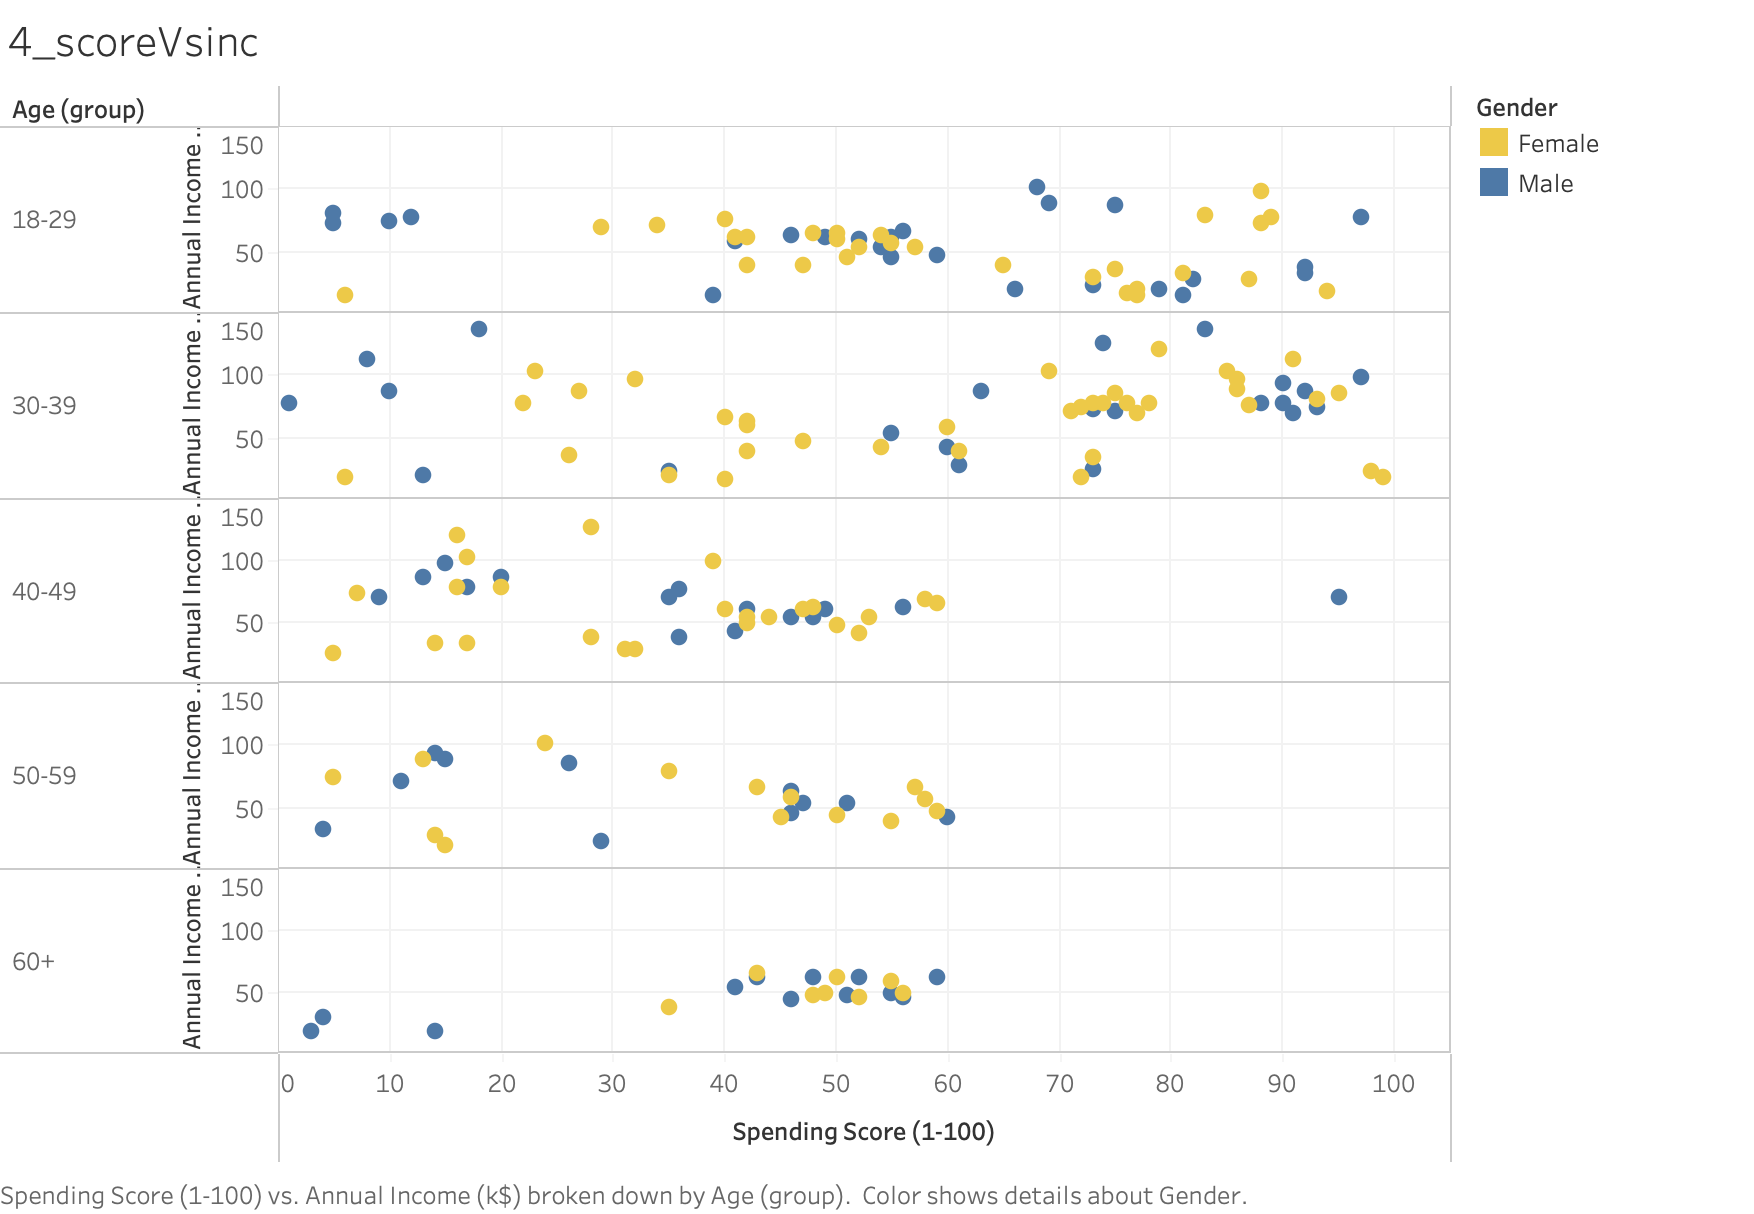 4_scoreVsinc
Age (group)
Gender
Female
Male
18-29
Annual Income ..
150
100
50
30-39
Annual Income ..
150
100
50
40-49
Annual Income ..
150
100
50
50-59
Annual Income ..
150
100
50
60+
Annual Income ..
150
100
50
0 10 20 30 40 50 60 70 80 90 100
Spending Score (1-100)
Spending Score (1-100) vs. Annual Income (k$) broken down by Age (group).  Color shows details about Gender.